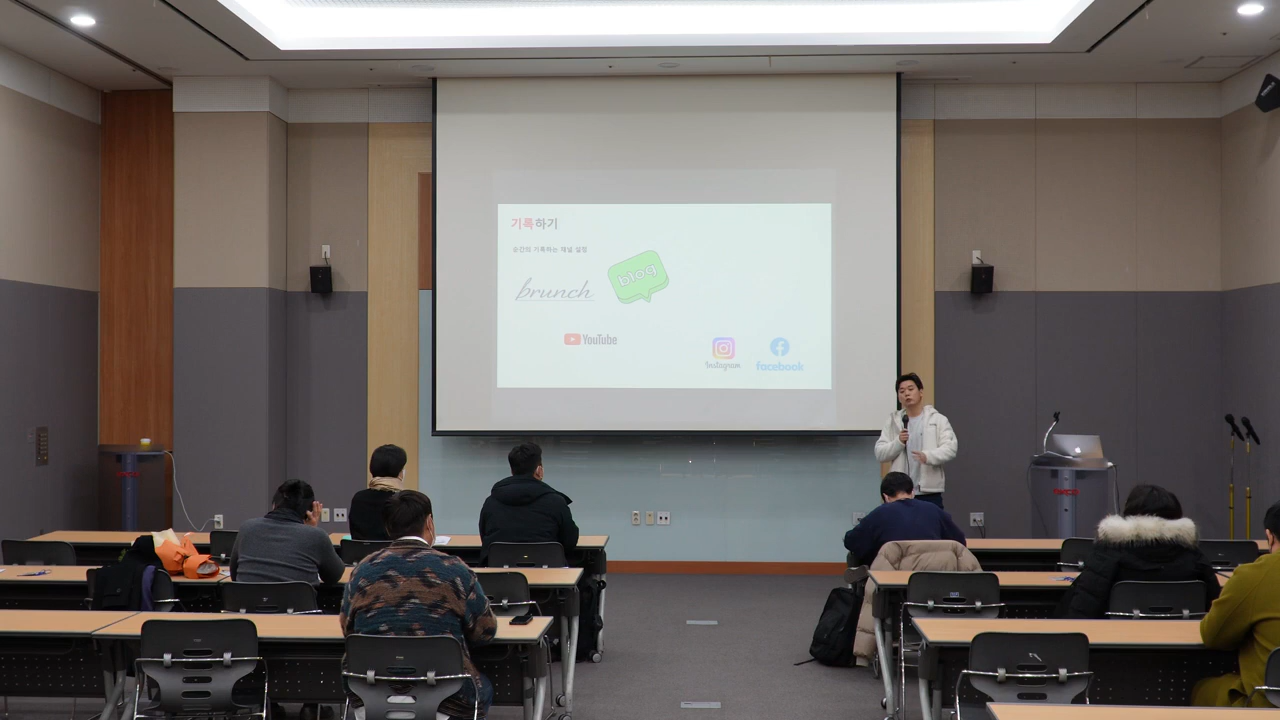 기록하기
순간의 기록하는 채널 설정
brunch
blog
YouTube
Instagram
facebook